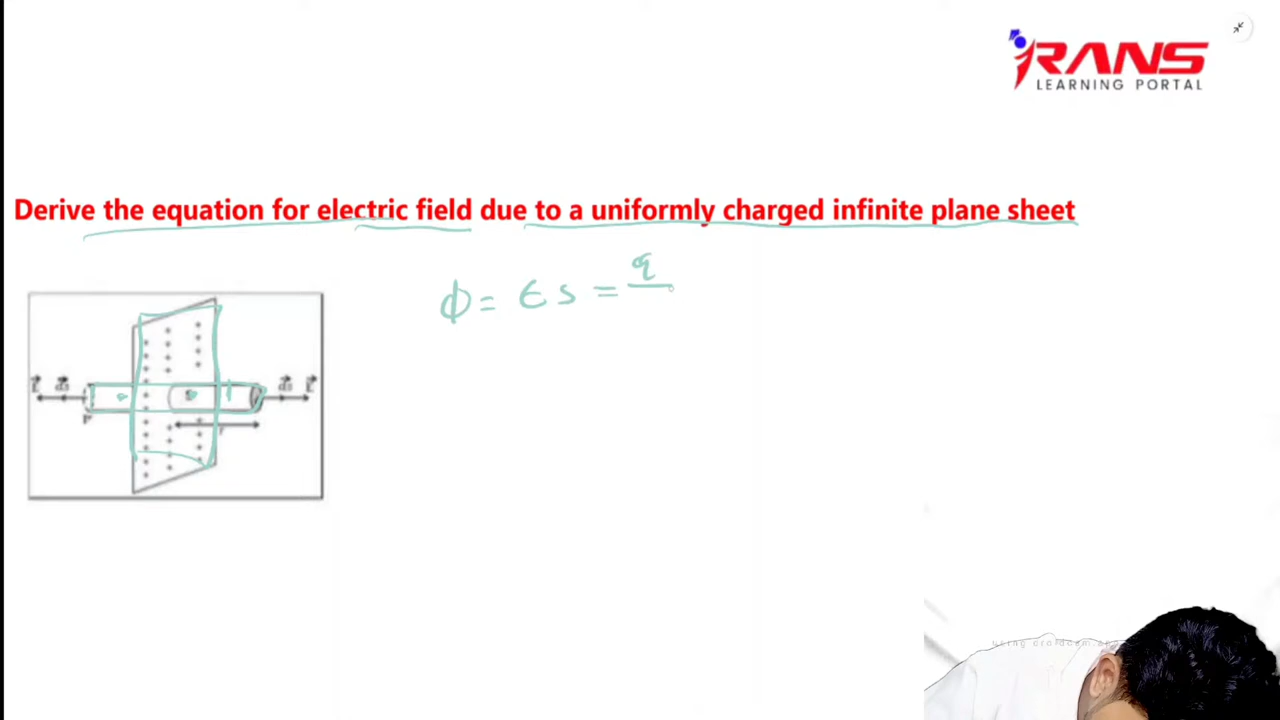 RANS
LEARNING PORTAL
Derive the equation for electric field due to a uniformly charged infinite plane sheet
ϕ = E s = q
S
r